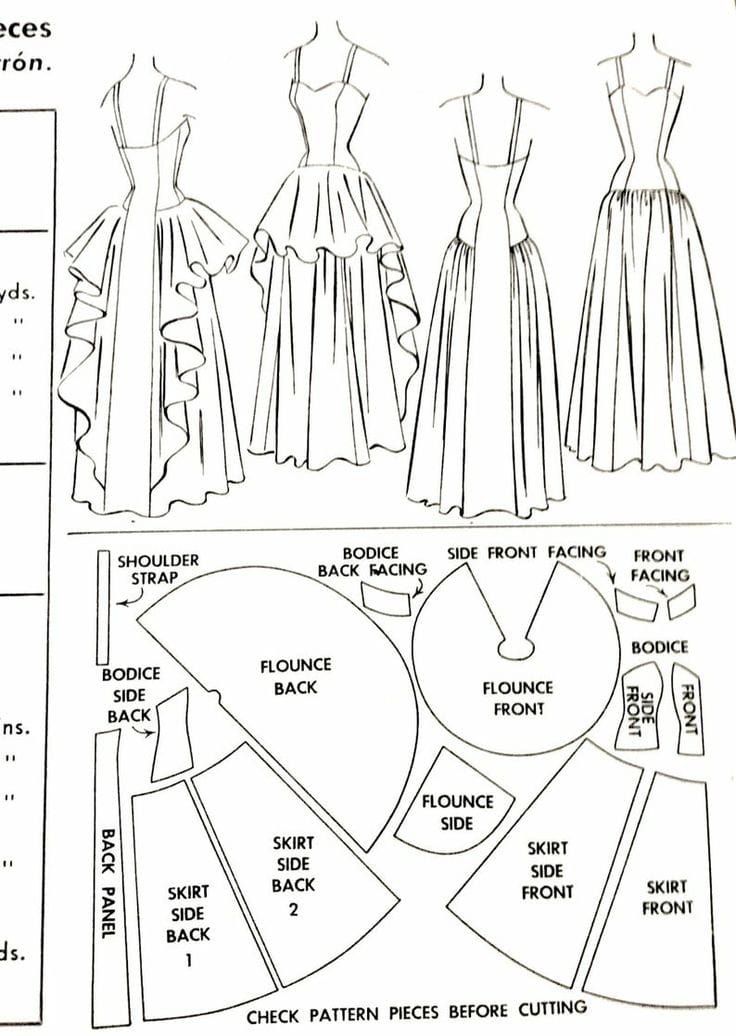 rón.
yds.
"
"
"
ns.
"
"
"
ds.
SHOULDER
STRAP
BODICE
BACK FACING
SIDE FRONT FACING
FRONT
FACING
BODICE
SIDE
BACK
FLOUNCE
BACK
FLOUNCE
FRONT
BODICE
SIDE
FRONT
FRONT
FLOUNCE
SIDE
BACK PANEL
SKIRT
SIDE
BACK
1
SKIRT
SIDE
BACK
2
SKIRT
SIDE
FRONT
SKIRT
FRONT
CHECK PATTERN PIECES BEFORE CUTTING